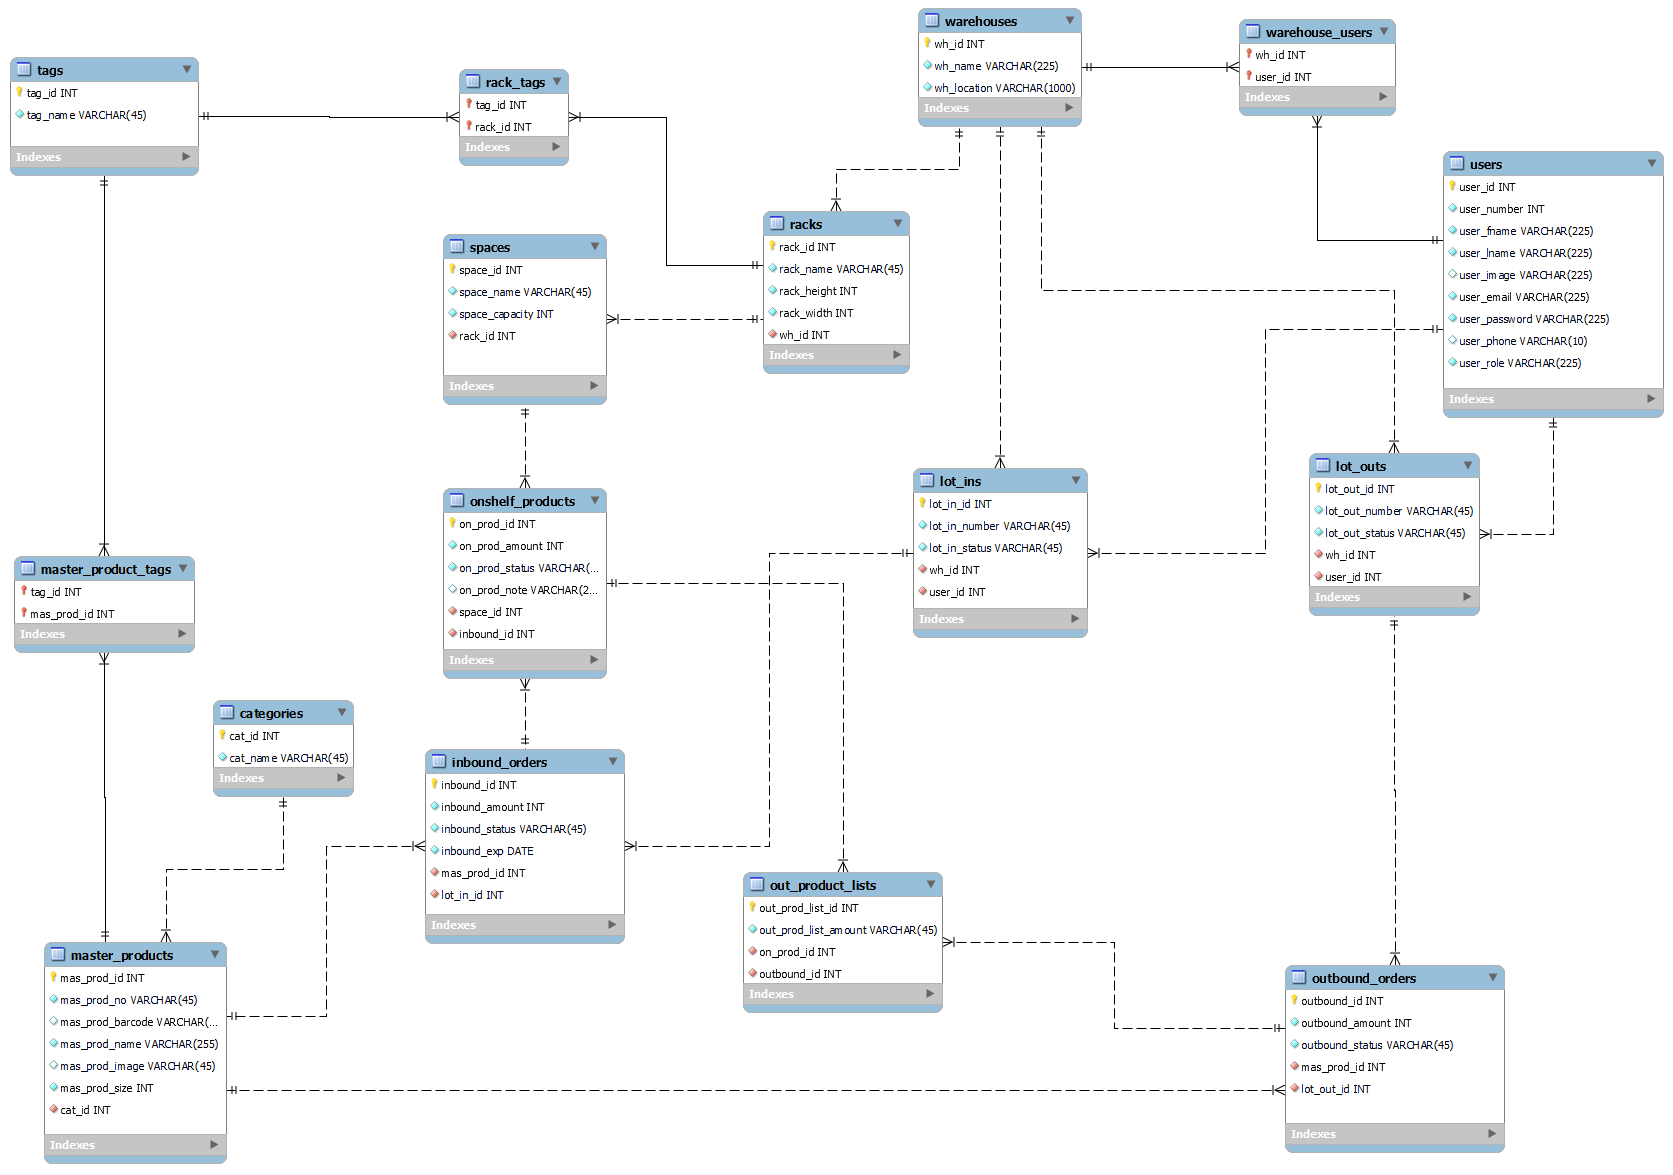 warehouses
wh_id INT
wh_name VARCHAR(225)
wh_location VARCHAR(1000)
Indexes
warehouse_users
wh_id INT
user_id INT
Indexes
tags
tag_id INT
tag_name VARCHAR(45)
Indexes
rack_tags
tag_id INT
rack_id INT
Indexes
users
user_id INT
user_number INT
user_fname VARCHAR(225)
user_lname VARCHAR(225)
user_image VARCHAR(225)
user_email VARCHAR(225)
user_password VARCHAR(225)
user_phone VARCHAR(10)
user_role VARCHAR(225)
Indexes
racks
rack_id INT
rack_name VARCHAR(45)
rack_height INT
rack_width INT
wh_id INT
Indexes
spaces
space_id INT
space_name VARCHAR(45)
space_capacity INT
rack_id INT
Indexes
lot_outs
lot_out_id INT
lot_out_number VARCHAR(45)
lot_out_status VARCHAR(45)
wh_id INT
user_id INT
Indexes
lot_ins
lot_in_id INT
lot_in_number VARCHAR(45)
lot_in_status VARCHAR(45)
wh_id INT
user_id INT
Indexes
onshelf_products
on_prod_id INT
on_prod_amount INT
on_prod_status VARCHAR(...
on_prod_note VARCHAR(2...
space_id INT
inbound_id INT
Indexes
master_product_tags
tag_id INT
mas_prod_id INT
Indexes
categories
cat_id INT
cat_name VARCHAR(45)
Indexes
inbound_orders
inbound_id INT
inbound_amount INT
inbound_status VARCHAR(45)
inbound_exp DATE
mas_prod_id INT
lot_in_id INT
Indexes
out_product_lists
out_prod_list_id INT
out_prod_list_amount VARCHAR(45)
on_prod_id INT
outbound_id INT
Indexes
master_products
mas_prod_id INT
mas_prod_no VARCHAR(45)
mas_prod_barcode VARCHAR(...
mas_prod_name VARCHAR(255)
mas_prod_image VARCHAR(45)
mas_prod_size INT
cat_id INT
Indexes
outbound_orders
outbound_id INT
outbound_amount INT
outbound_status VARCHAR(45)
mas_prod_id INT
lot_out_id INT
Indexes